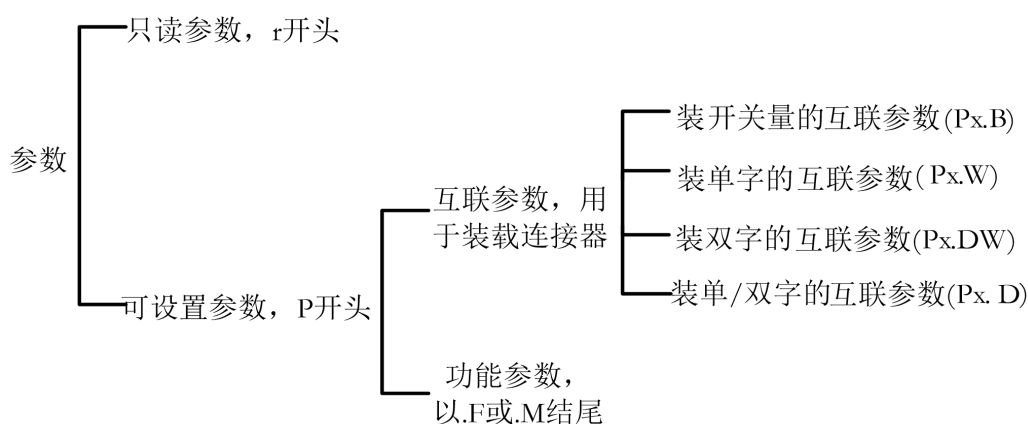 只读参数，r开头
装开关量的互联参数(Px.B)
参数
装单字的互联参数(Px.W)
互联参数，用
于装载连接器
装双字的互联参数(Px.DW)
装单/双字的互联参数(Px. D)
可设置参数，P开头
功能参数，
以.F或.M结尾